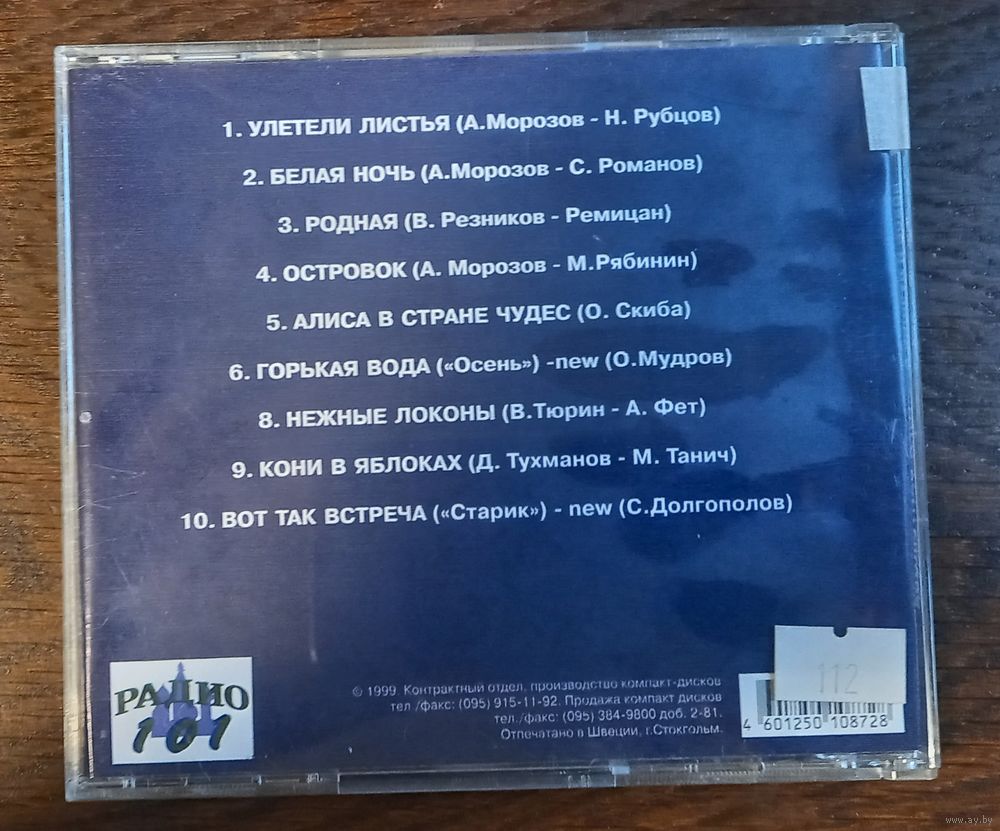 1. УЛЕТЕЛИ ЛИСТЬЯ (А.Морозов - Н. Рубцов)
2. БЕЛАЯ НОЧЬ (А.Морозов - С. Романов)
3. РОДНАЯ (В. Резников - Ремицан)
4. ОСТРОВОК (А. Морозов - М.Рябинин)
5. АЛИСА В СТРАНЕ ЧУДЕС (О. Скиба)
6. ГОРЬКАЯ ВОДА («Осень») -new (О.Мудров)
8. НЕЖНЫЕ ЛОКОНЫ (В.Тюрин - А. Фет)
9. КОНИ В ЯБЛОКАХ (Д. Тухманов - М. Танич)
10. ВОТ ТАК ВСТРЕЧА («Старик») - new (С.Долгополов)
РАДИО
101
© 1999. Контрактный отдел, производство компакт-дисков
тел./факс: (095) 915-11-92. Продажа компакт дисков
тел./факс: (095) 384-9800 доб. 2-81.
Отпечатано в Швеции, г.Стокгольм.
112
4 601250 108728
www.ay.by